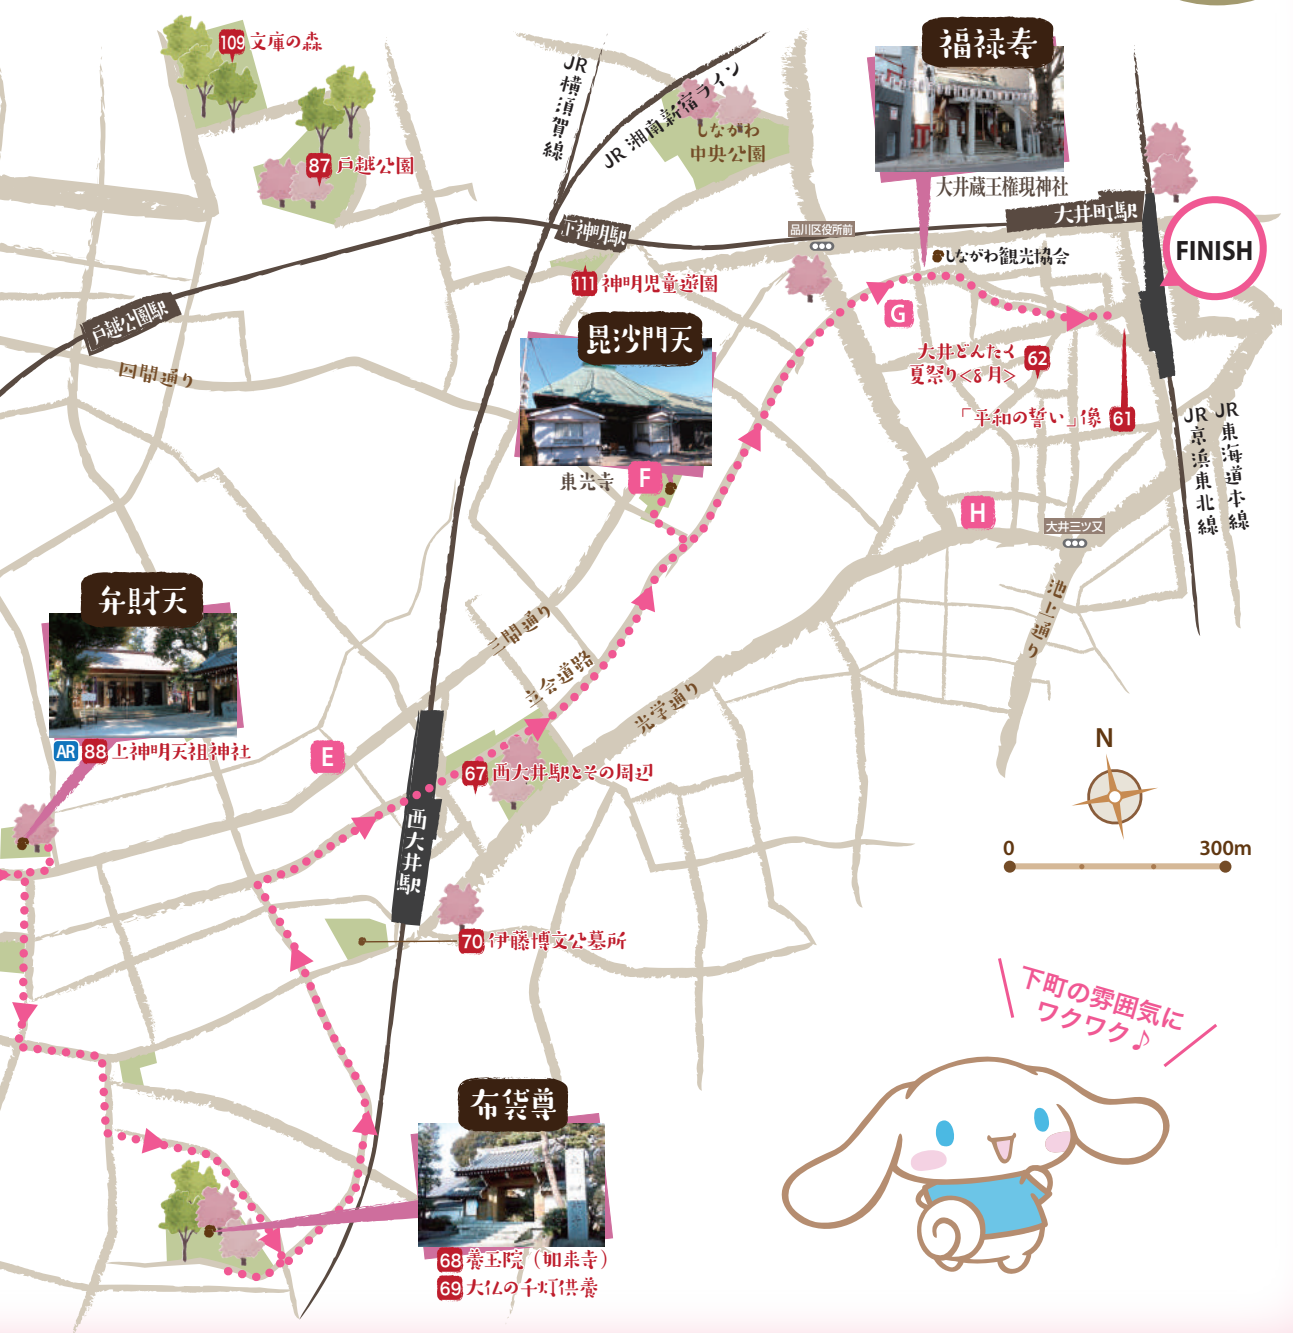 109 文庫の森
87 戸越公園
JR横須賀線
JR 湘南新宿ライン
しながわ
中央公園
福禄寿
大井蔵王権現神社
大井町駅
品川区役所前
しながわ観光協会
FINISH
下神明駅
111 神明児童遊園
戸越公園駅
四間通り
毘沙門天
東光寺
F
G
大井どんたく
夏祭り<8月>
62
「平和の誓い」像 61
JR京浜東北線
JR東海道本線
H
大井三ツ又
池上通り
弁財天
AR 88 上神明天祖神社
三間通り
立会道路
光学通り
E
67 西大井駅とその周辺
西大井駅
70 伊藤博文公墓所
N
0 300m
下町の雰囲気に
ワクワク♪
布袋尊
68 養玉院（如来寺）
69 大仏の千灯供養